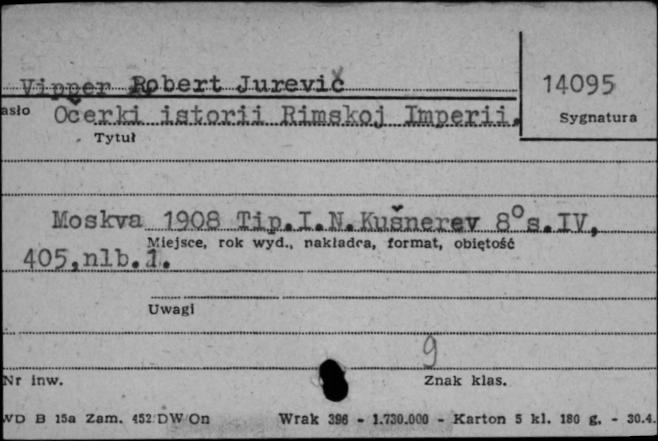 Vipper Robert Jurevič
14095
asło Očerki istorii Rimskoj Imperii.
Sygnatura
Tytuł
Moskva 1908 Tip.I.N.Kušnerev 8° s.IV,
Miejsce, rok wyd., nakładca, format, objętość
405,nlb.1.
Uwagi
9
Nr inw.
Znak klas.
WD B 15a Zam. 452/DW/On Wrak 396 - 1.730.000 - Karton 5 kl. 180 g. - 30.4.